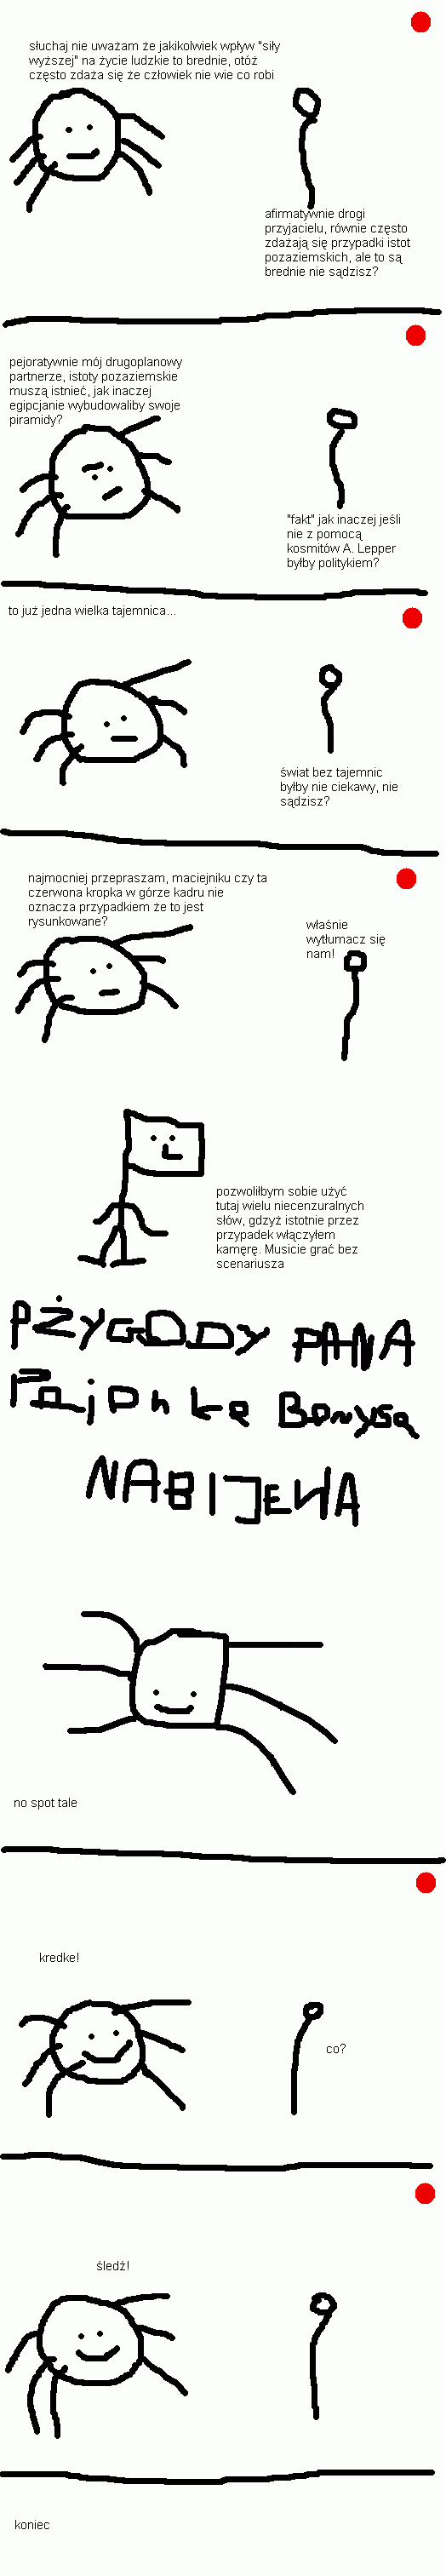 słuchaj nie uważam że jakikolwiek wpływ "siły
wyższej" na życie ludzkie to brednie, otóż
często zdaża się że człowiek nie wie co robi
afirmatywnie drogi
przyjacielu, równie często
zdażają się przypadki istot
pozaziemskich, ale to są
brednie nie sądzisz?
pejoratywnie mój drugoplanowy
partnerze, istoty pozaziemskie
muszą istnieć, jak inaczej
egipcjanie wybudowaliby swoje
piramidy?
"fakt" jak inaczej jeśli
nie z pomocą
kosmitów A. Lepper
byłby politykiem?
to już jedna wielka tajemnica...
świat bez tajemnic
byłby nie ciekawy, nie
sądzisz?
najmocniej przepraszam, maciejniku czy ta
czerwona kropka w górze kadru nie
oznacza przypadkiem że to jest
rysunkowane?
właśnie
wytłumacz się
nam!
pozwoliłbym sobie użyć
tutaj wielu niecenzuralnych
słów, gdzyż istotnie przez
przypadek włączyłem
kamęrę. Musicie grać bez
scenariusza
PŻYGODY PANA
Pajonke Bonysa
NABIJENA
no spot tale
kredke!
co?
śledź!
koniec